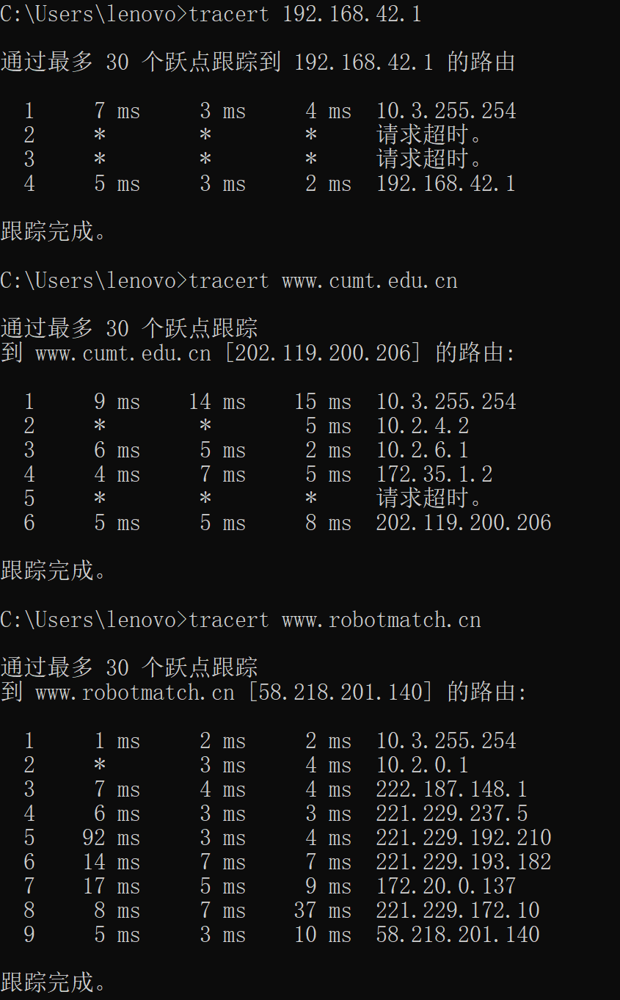 C:\Users\lenovo>tracert 192.168.42.1
通过最多 30 个跃点跟踪到 192.168.42.1 的路由
1 7 ms 3 ms 4 ms 10.3.255.254
2 * * * 请求超时。
3 * * * 请求超时。
4 5 ms 3 ms 2 ms 192.168.42.1
跟踪完成。
C:\Users\lenovo>tracert www.cumt.edu.cn
通过最多 30 个跃点跟踪
到 www.cumt.edu.cn [202.119.200.206] 的路由:
1 9 ms 14 ms 15 ms 10.3.255.254
2 * * 5 ms 10.2.4.2
3 6 ms 5 ms 2 ms 10.2.6.1
4 4 ms 7 ms 5 ms 172.35.1.2
5 * * * 请求超时。
6 5 ms 5 ms 8 ms 202.119.200.206
跟踪完成。
C:\Users\lenovo>tracert www.robotmatch.cn
通过最多 30 个跃点跟踪
到 www.robotmatch.cn [58.218.201.140] 的路由:
1 1 ms 2 ms 2 ms 10.3.255.254
2 * 3 ms 4 ms 10.2.0.1
3 7 ms 4 ms 4 ms 222.187.148.1
4 6 ms 3 ms 3 ms 221.229.237.5
5 92 ms 3 ms 4 ms 221.229.192.210
6 14 ms 7 ms 7 ms 221.229.193.182
7 17 ms 5 ms 9 ms 172.20.0.137
8 8 ms 7 ms 37 ms 221.229.172.10
9 5 ms 3 ms 10 ms 58.218.201.140
跟踪完成。